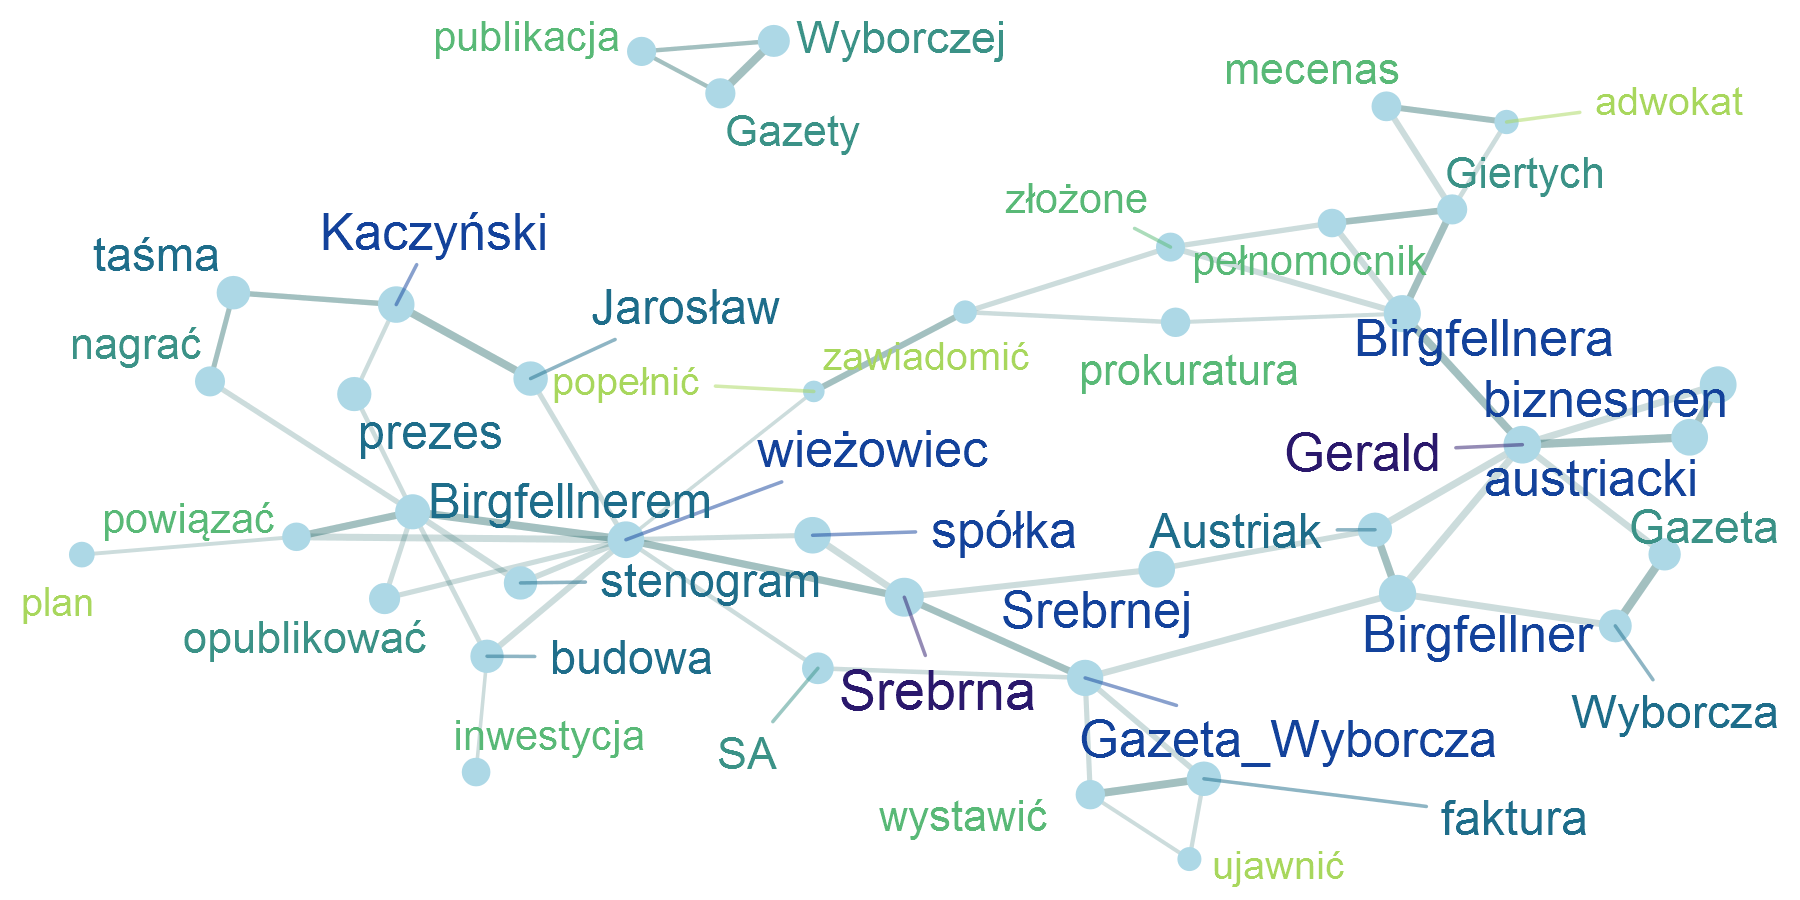 publikacja
Wyborczej
Gazety
mecenas
adwokat
Giertych
złożone
Kaczyński
taśma
pełnomocnik
Jarosław
nagrać
Birgfellnera
zawiadomić
prokuratura
popełnić
biznesmen
prezes
wieżowiec
Gerald
austriacki
Birgfellnerem
powiązać
spółka
Austriak
Gazeta
stenogram
plan
Srebrnej
opublikować
Birgfellner
budowa
Srebrna
Wyborcza
inwestycja
SA
Gazeta_Wyborcza
wystawić
faktura
ujawnić